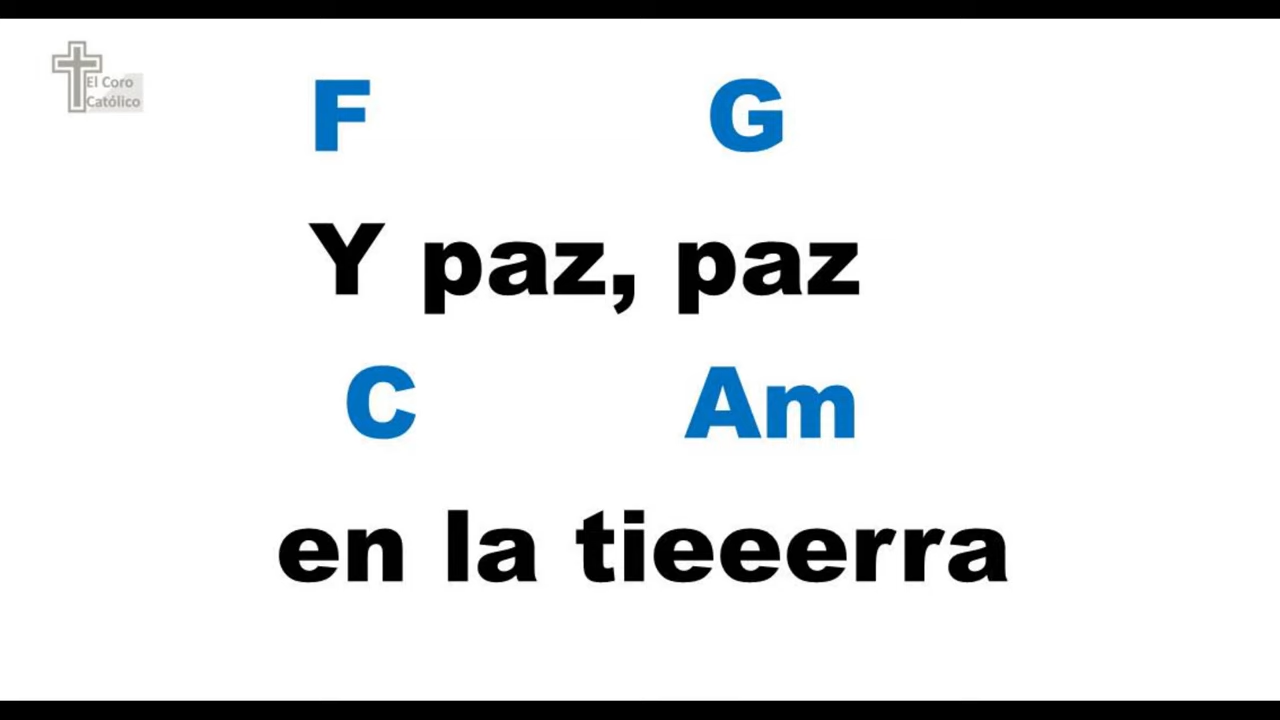 El Coro
Católico
F G
Y paz, paz
C Am
en la tieeerra